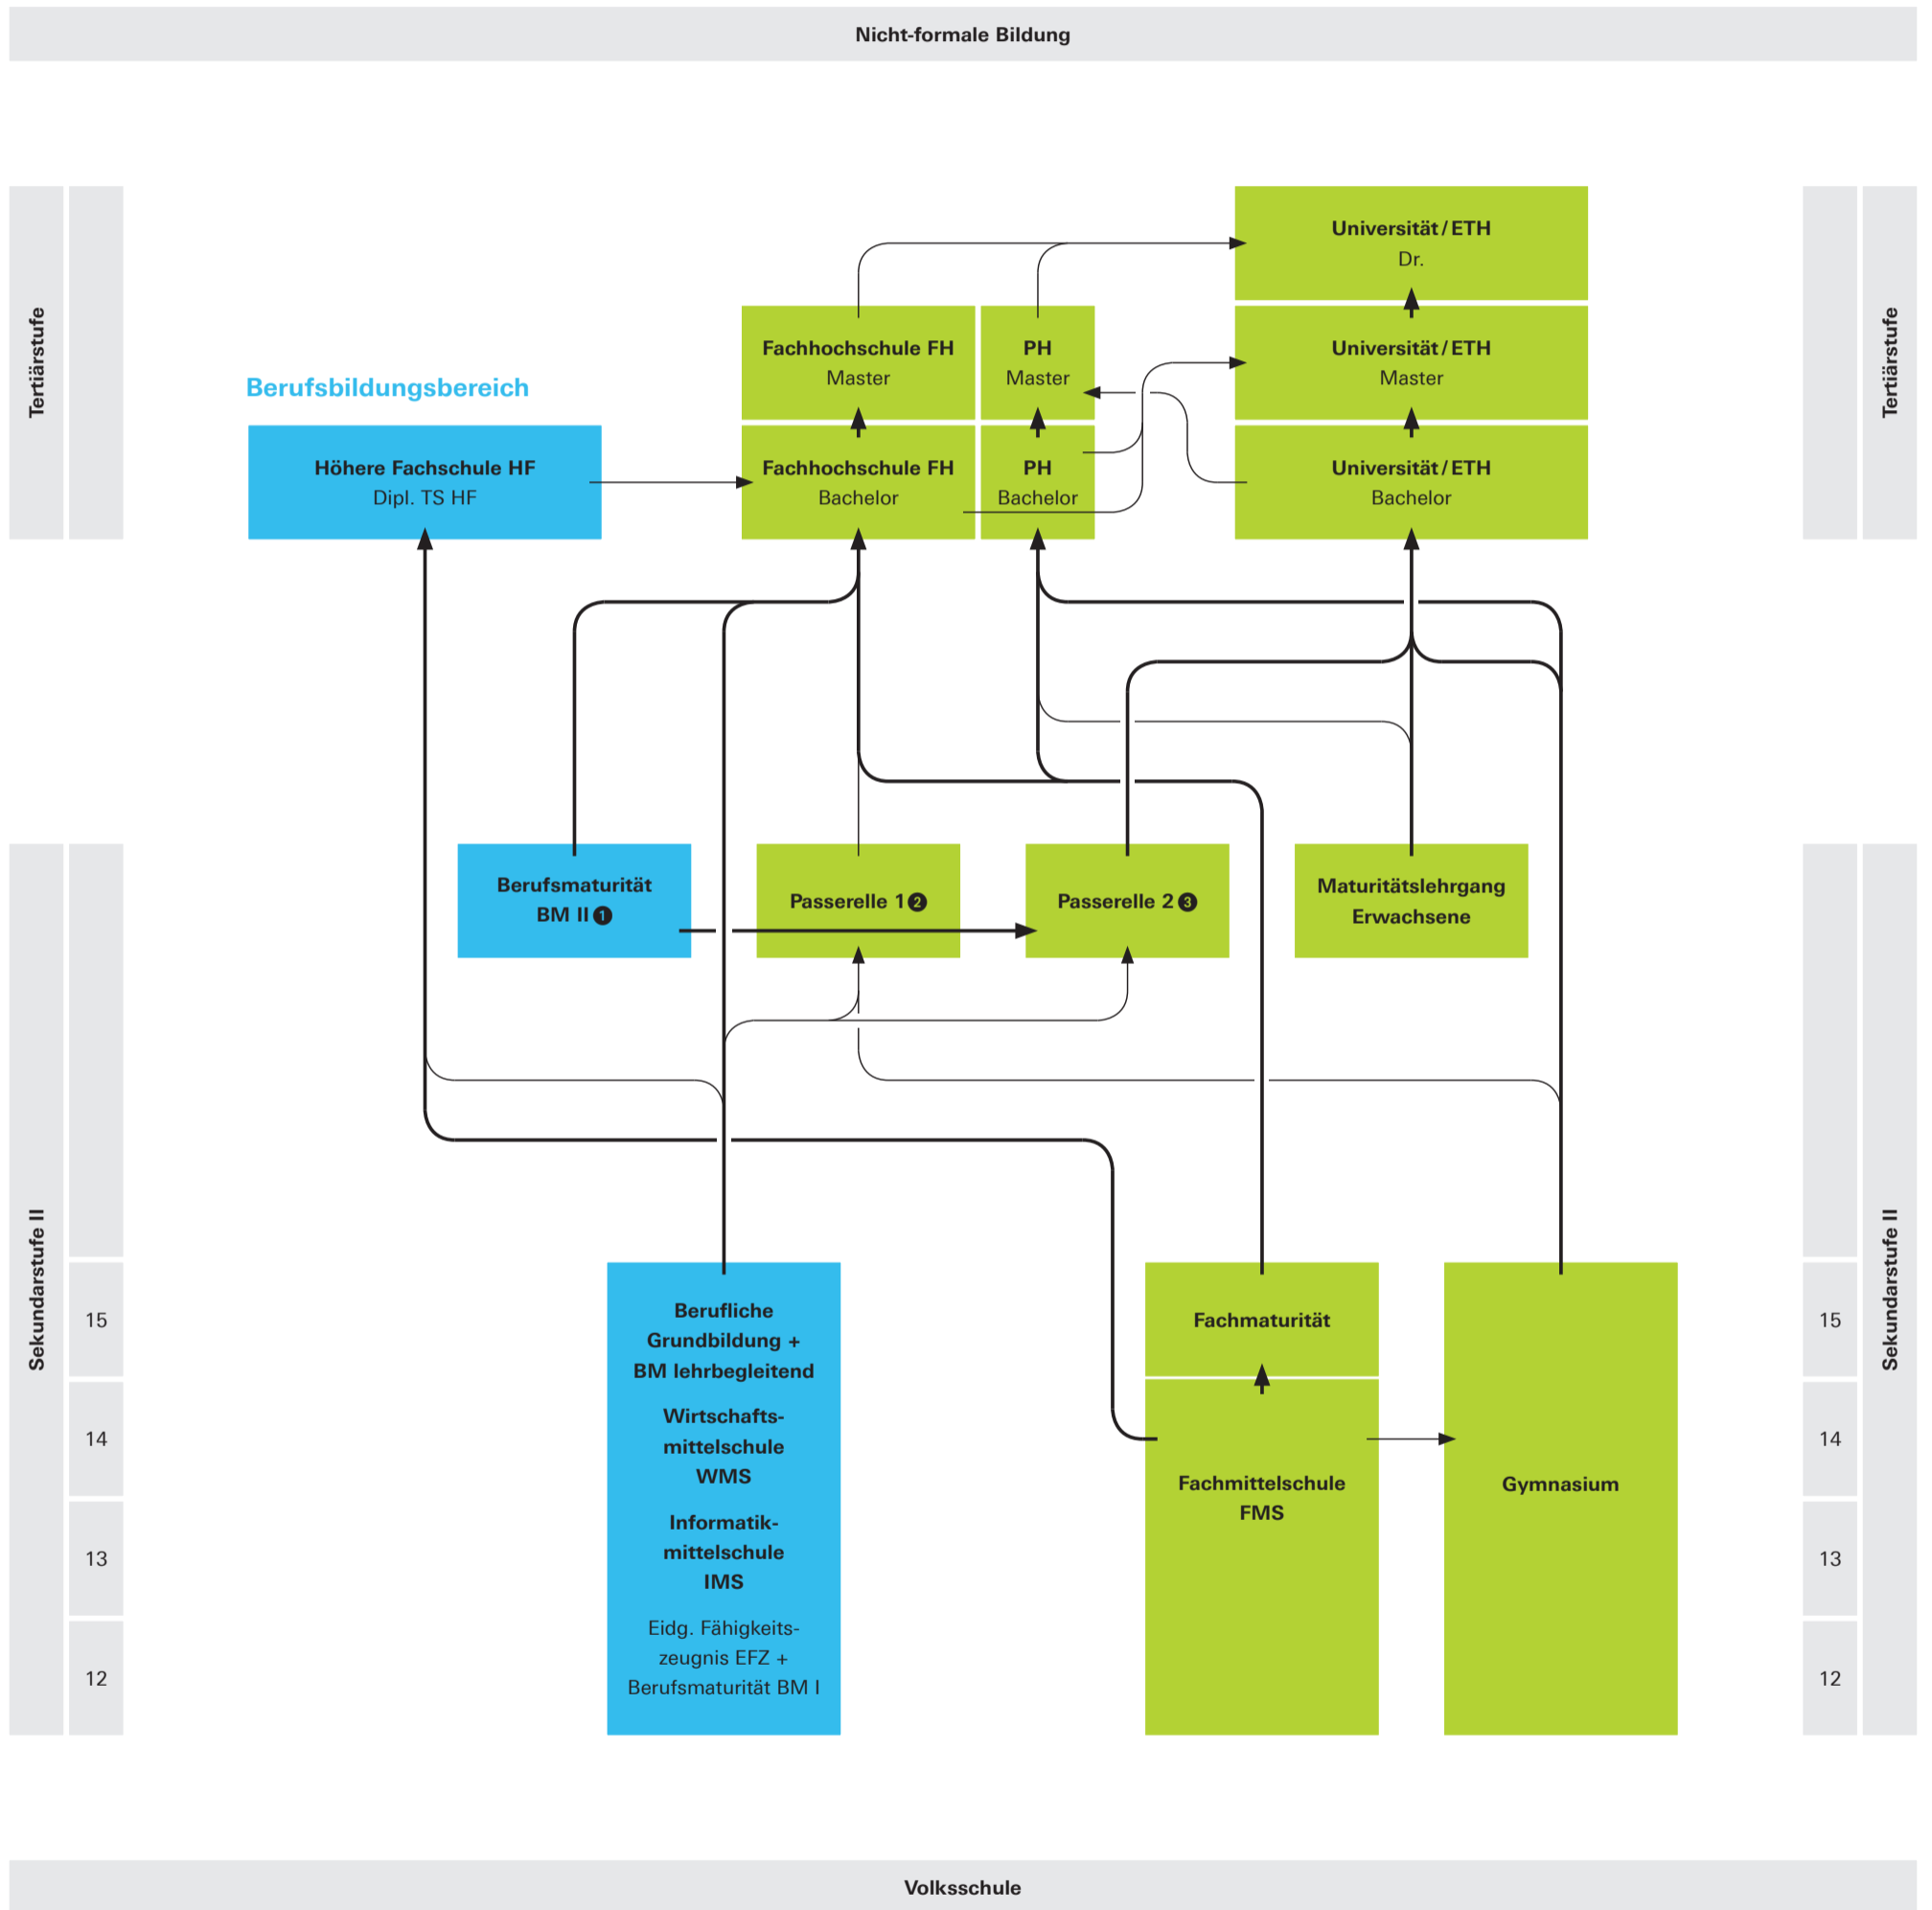 Nicht-formale Bildung
Tertiärstufe
Tertiärstufe
Universität / ETH
Dr.
Fachhochschule FH
Master
PH
Master
Universität / ETH
Master
Berufsbildungsbereich
Höhere Fachschule HF
Dipl. TS HF
Fachhochschule FH
Bachelor
PH
Bachelor
Universität / ETH
Bachelor
Berufsmaturität
BM II 1
Passerelle 1 2
Passerelle 2 3
Maturitätslehrgang
Erwachsene
Sekundarstufe II
Sekundarstufe II
15
14
13
12
Berufliche
Grundbildung +
BM lehrbegleitend
Wirtschafts-
mittelschule
WMS
Informatik-
mittelschule
IMS
Eidg. Fähigkeits-
zeugnis EFZ +
Berufsmaturität BM I
Fachmaturität
Fachmittelschule
FMS
Gymnasium
15
14
13
12
Volksschule